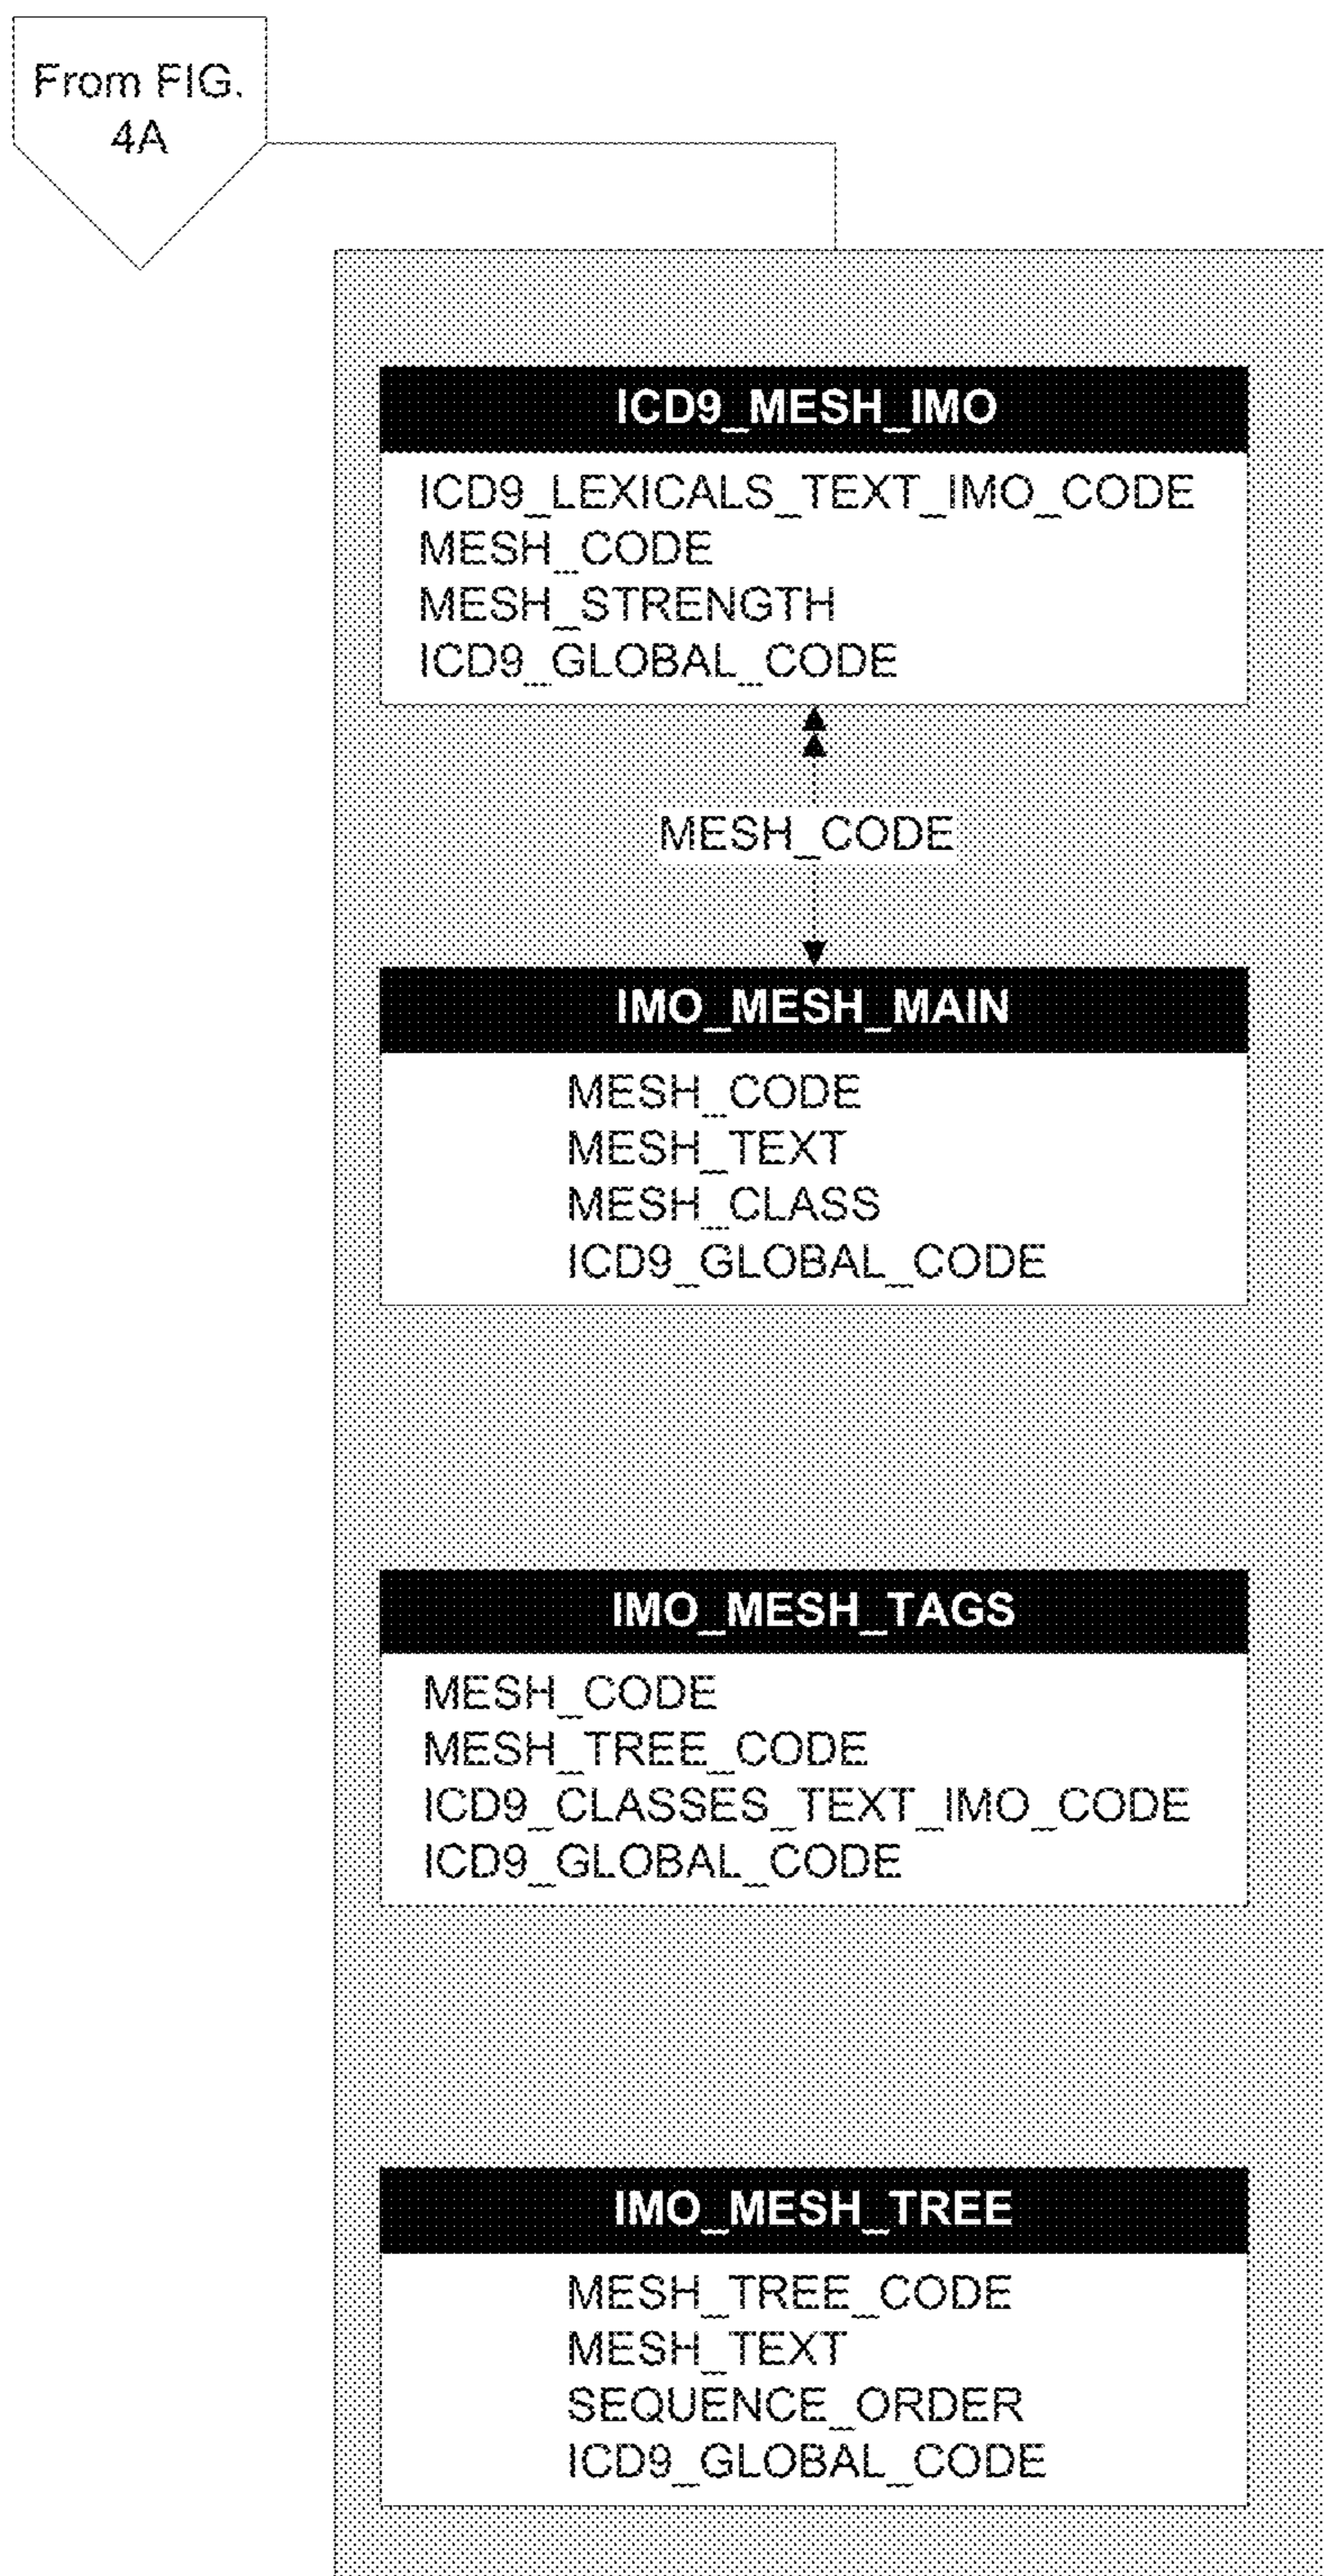 From FIG.
4A
ICD9_MESH_IMO
ICD9_LEXICALS_TEXT_IMO_CODE
MESH_CODE
MESH_STRENGTH
ICD9_GLOBAL_CODE
MESH_CODE
IMO_MESH_MAIN
MESH_CODE
MESH_TEXT
MESH_CLASS
ICD9_GLOBAL_CODE
IMO_MESH_TAGS
MESH_CODE
MESH_TREE_CODE
ICD9_CLASSES_TEXT_IMO_CODE
ICD9_GLOBAL_CODE
IMO_MESH_TREE
MESH_TREE_CODE
MESH_TEXT
SEQUENCE_ORDER
ICD9_GLOBAL_CODE